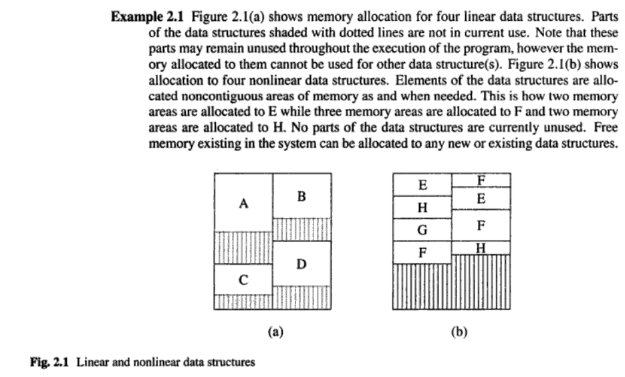 Example 2.1 Figure 2.1(a) shows memory allocation for four linear data structures. Parts
of the data structures shaded with dotted lines are not in current use. Note that these
parts may remain unused throughout the execution of the program, however the mem-
ory allocated to them cannot be used for other data structure(s). Figure 2.1(b) shows
allocation to four nonlinear data structures. Elements of the data structures are allo-
cated noncontiguous areas of memory as and when needed. This is how two memory
areas are allocated to E while three memory areas are allocated to F and two memory
areas are allocated to H. No parts of the data structures are currently unused. Free
memory existing in the system can be allocated to any new or existing data structures.
A
B
C
D
(a)
E
H
G
F
F
E
F
H
(b)
Fig. 2.1 Linear and nonlinear data structures